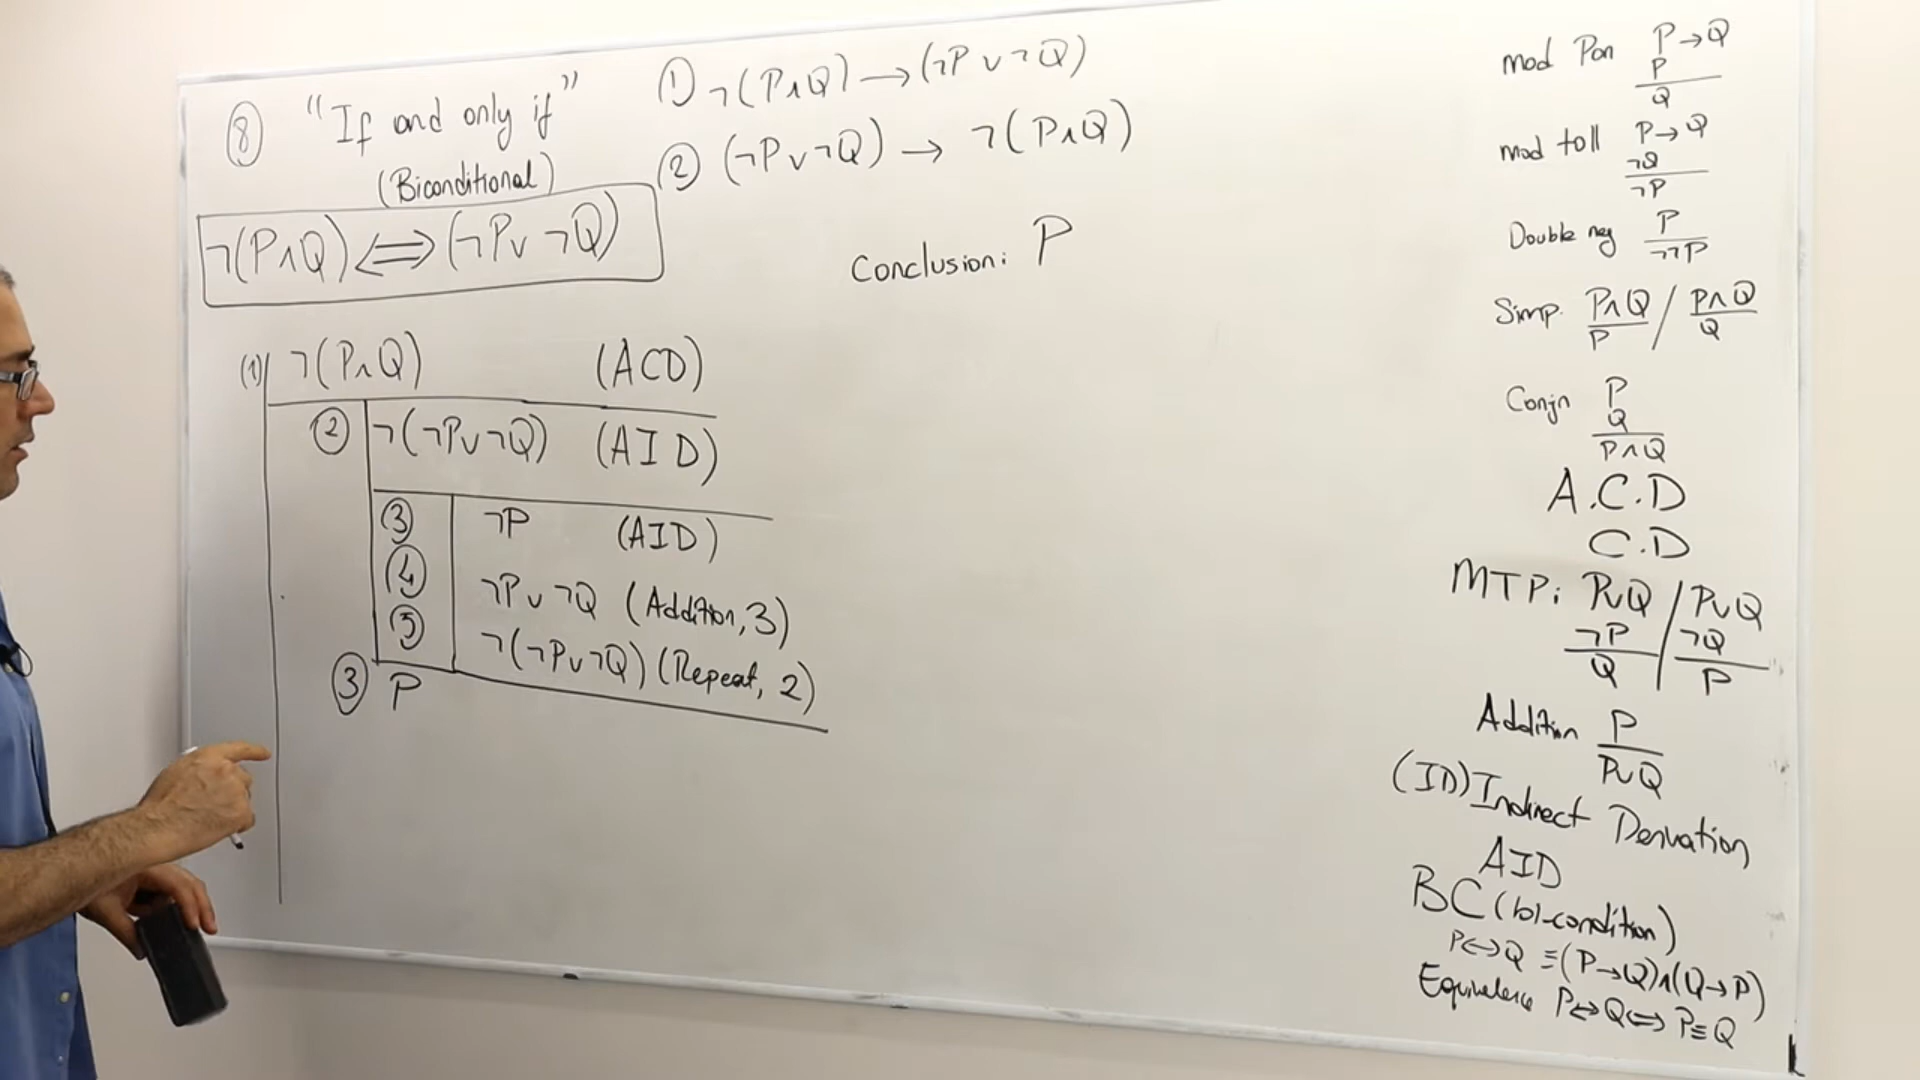 ⑧ "If and only if"
(Biconditional)
¬(P∧Q) ⟺ (¬P∨ ¬Q)
① ¬(P∧Q) → (¬P ∨ ¬Q)
② (¬P∨¬Q) → ¬(P∧Q)
Conclusion: P
(1) ¬(P∧Q) (ACD)
② ¬(¬P∨¬Q) (AID)
③ ¬P (AID)
④ ¬P∨¬Q (Addition, 3)
⑤ ¬(¬P∨¬Q) (Repeat, 2)
③ P
mod Pon P→Q
P
Q
mod toll P→Q
¬Q
¬P
Double neg P
¬¬P
Simp. P∧Q / P∧Q
P Q
Conjn P
Q
P∧Q
A.C.D
C.D
MTP: P∨Q / P∨Q
¬P ¬Q
Q P
Addition P
P∨Q
(ID) Indirect Derivation
AID
BC (bi-condition)
P↔Q ≡ (P→Q)∧(Q→P)
Equivalence P⇔Q ⟺ P≡Q